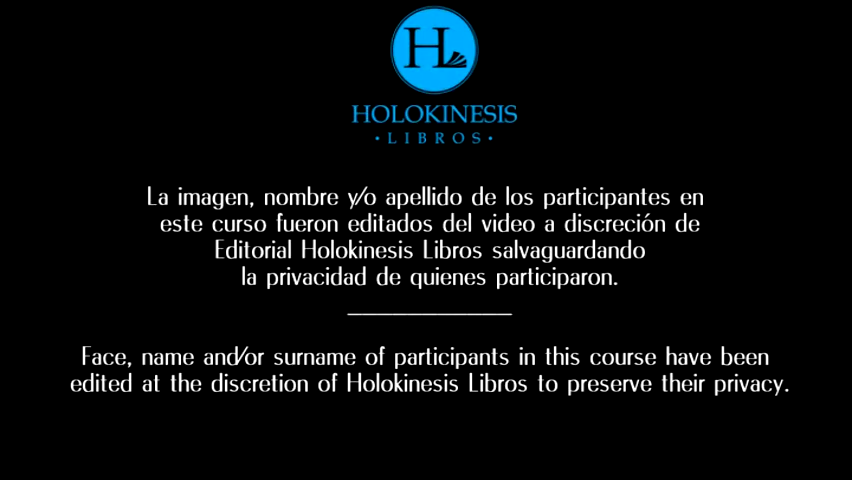 HL
HOLOKINESIS
• LIBROS •
La imagen, nombre y/o apellido de los participantes en
este curso fueron editados del video a discreción de
Editorial Holokinesis Libros salvaguardando
la privacidad de quienes participaron.
____________
Face, name and/or surname of participants in this course have been
edited at the discretion of Holokinesis Libros to preserve their privacy.